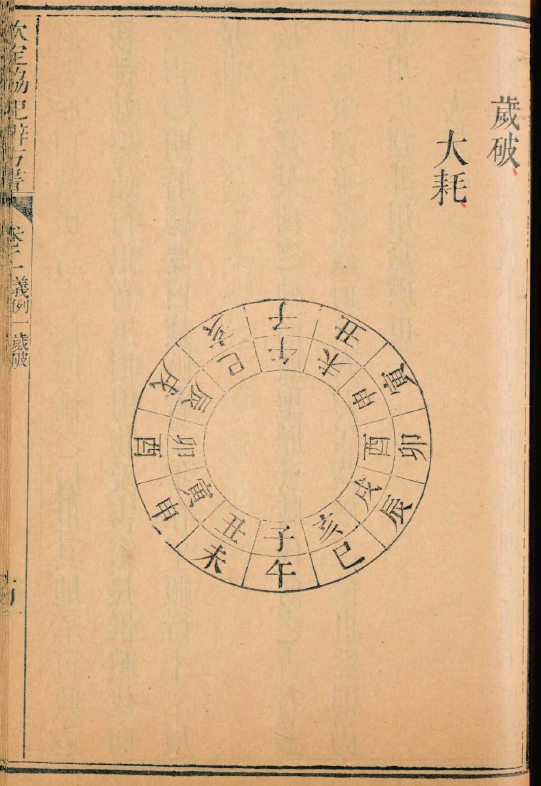 歲破
大耗
子丑寅卯辰巳午未申酉戌亥
午未申酉戌亥子丑寅卯辰巳
欽定協紀辨方書
卷三 義例一 歲破